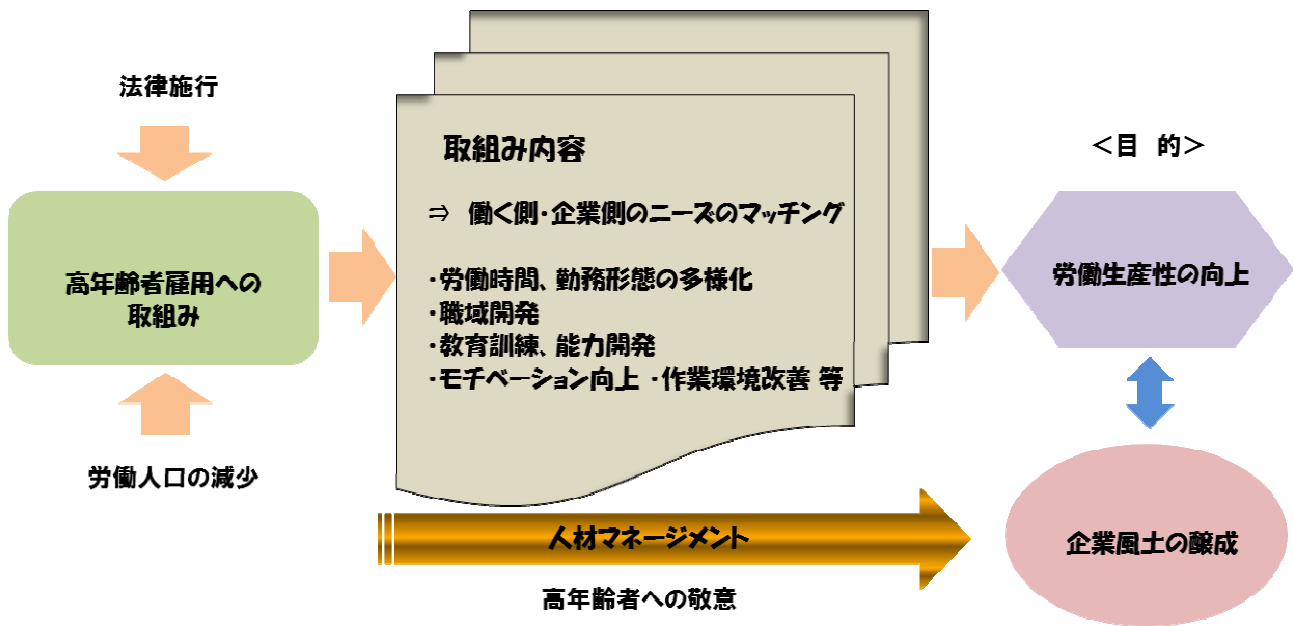 法律施行
高年齢者雇用への
取組み
労働人口の減少
取組み内容
⇒ 働く側・企業側のニーズのマッチング
・労働時間、勤務形態の多様化
・職域開発
・教育訓練、能力開発
・モチベーション向上 ・作業環境改善 等
人材マネージメント
高年齢者への敬意
＜目 的＞
労働生産性の向上
企業風土の醸成